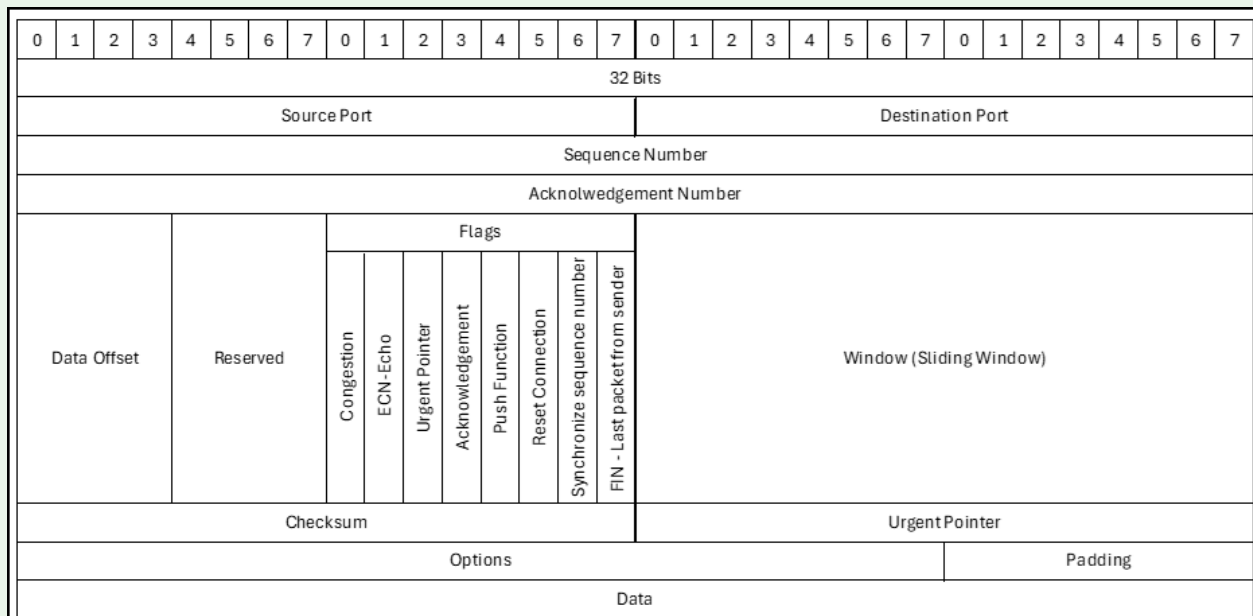 0 1 2 3 4 5 6 7 0 1 2 3 4 5 6 7 0 1 2 3 4 5 6 7 0 1 2 3 4 5 6 7
32 Bits
Source Port Destination Port
Sequence Number
Acknolwedgement Number
Flags
Data Offset
Reserved
Congestion
ECN-Echo
Urgent Pointer
Acknowledgement
Push Function
Reset Connection
Synchronize sequence number
FIN - Last packet from sender
Window (Sliding Window)
Checksum Urgent Pointer
Options Padding
Data